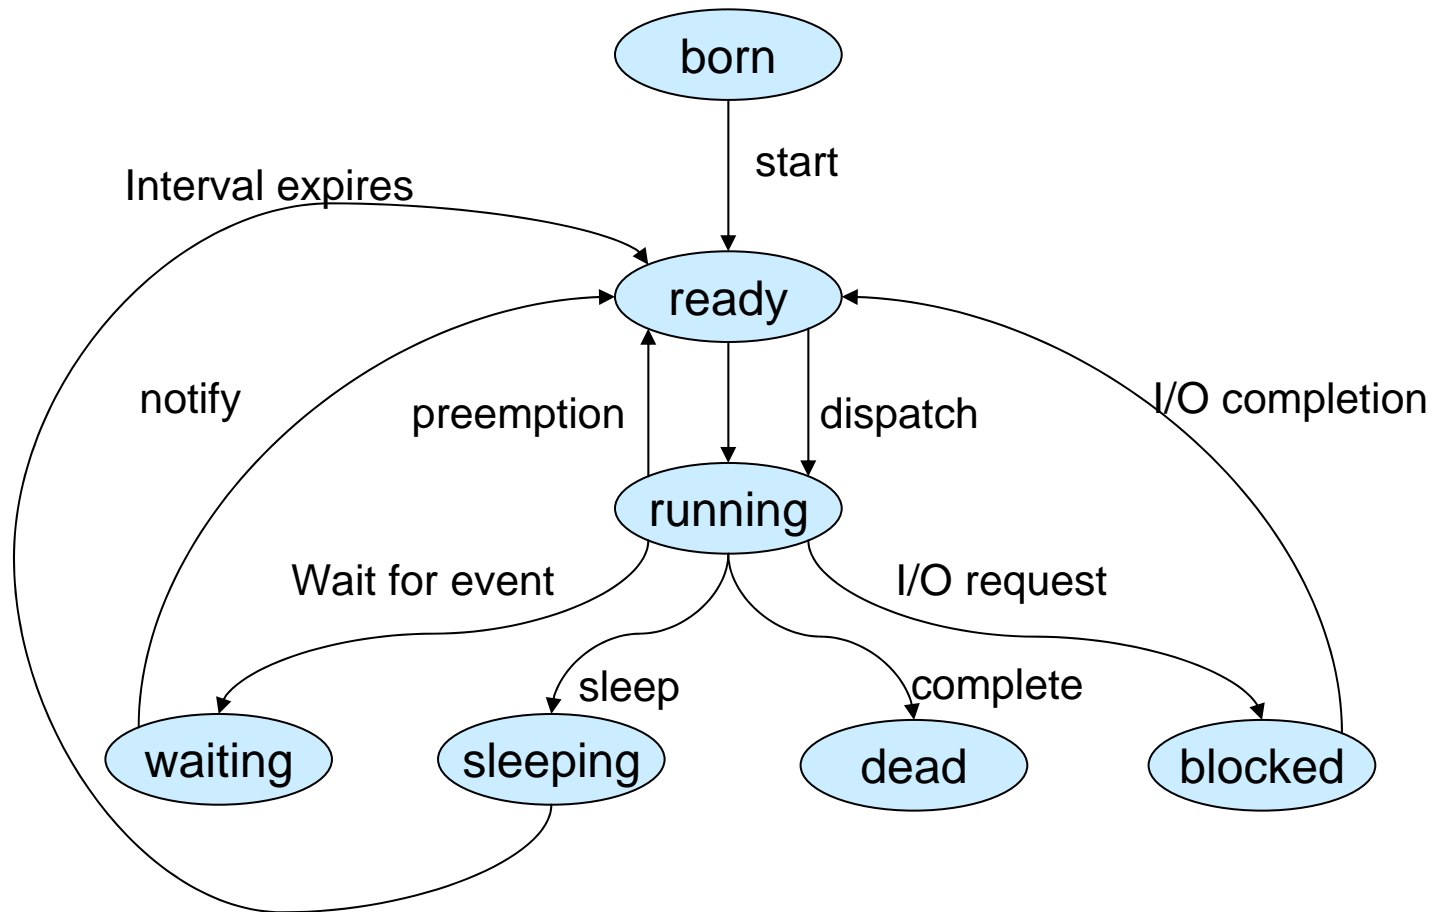 born
start
Interval expires
ready
notify
preemption
dispatch
I/O completion
running
Wait for event
I/O request
sleep
complete
waiting
sleeping
dead
blocked